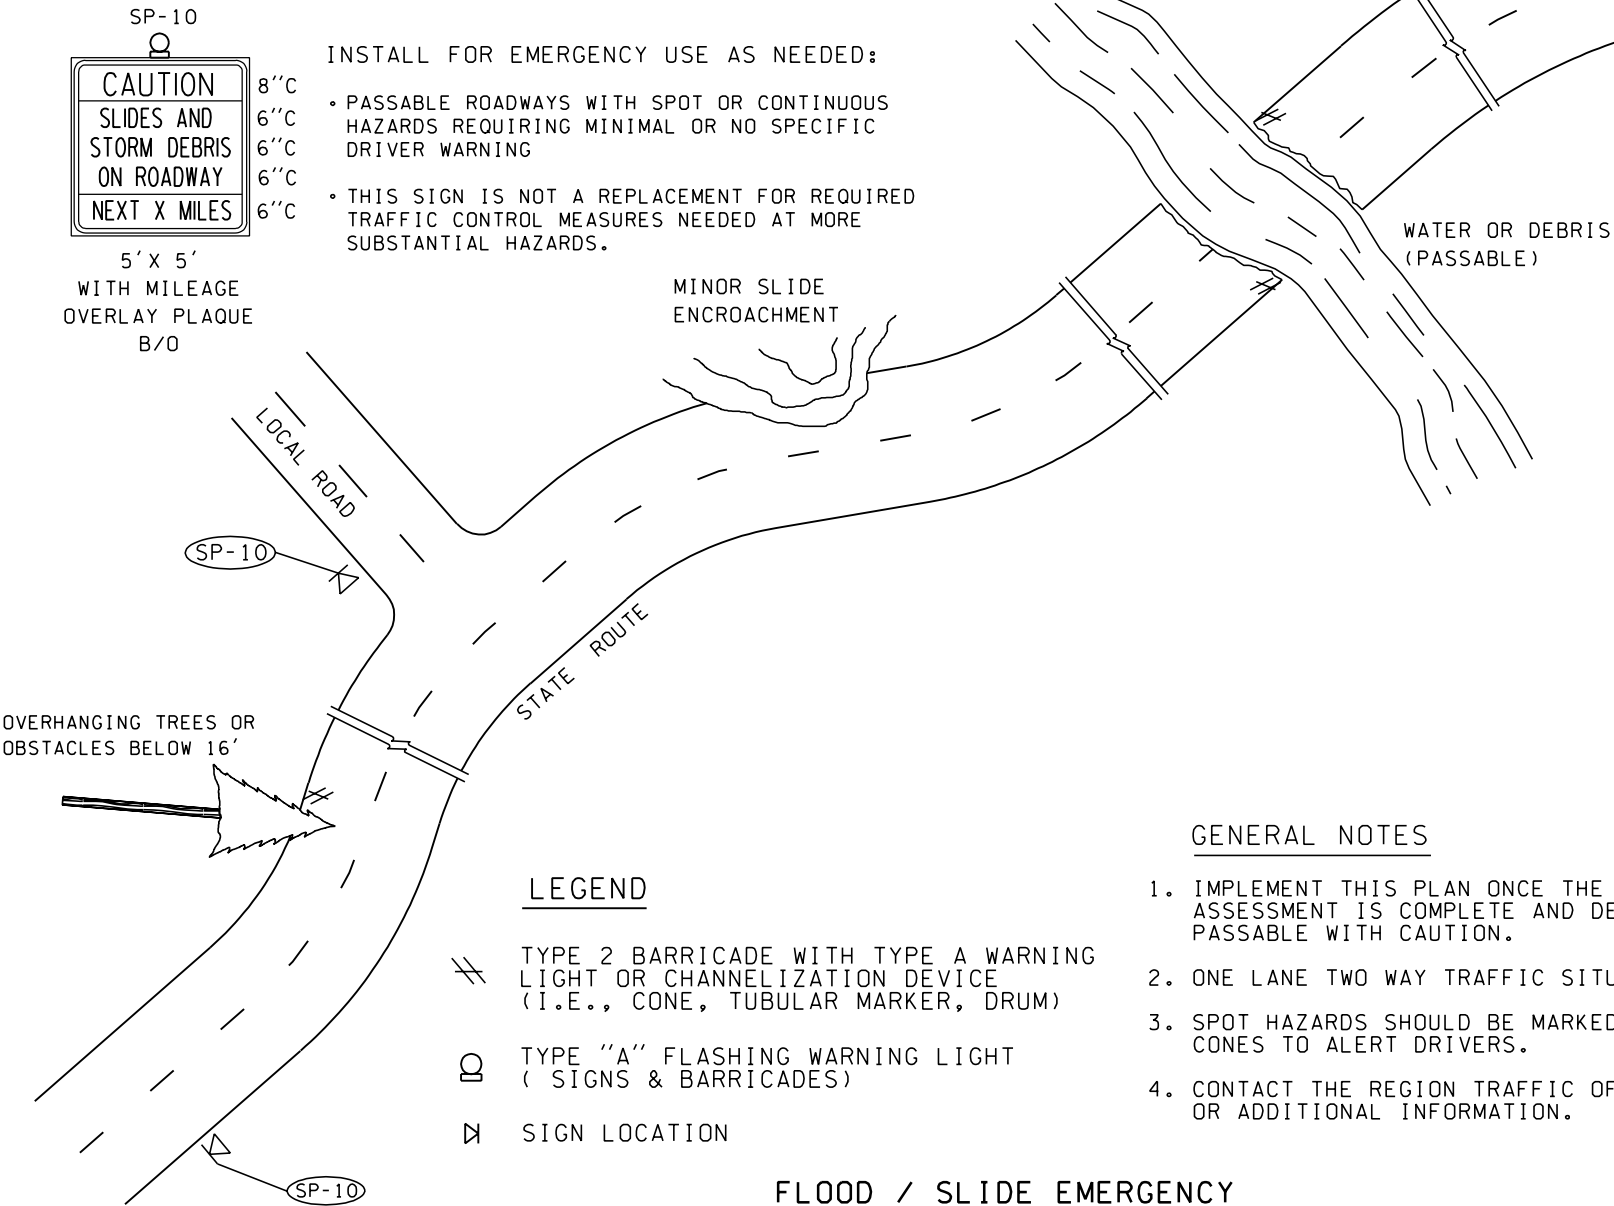 SP-10
CAUTION
SLIDES AND
STORM DEBRIS
ON ROADWAY
NEXT X MILES
8"C
6"C
6"C
6"C
6"C
5'X 5'
WITH MILEAGE
OVERLAY PLAQUE
B/O
INSTALL FOR EMERGENCY USE AS NEEDED:
• PASSABLE ROADWAYS WITH SPOT OR CONTINUOUS
HAZARDS REQUIRING MINIMAL OR NO SPECIFIC
DRIVER WARNING
• THIS SIGN IS NOT A REPLACEMENT FOR REQUIRED
TRAFFIC CONTROL MEASURES NEEDED AT MORE
SUBSTANTIAL HAZARDS.
WATER OR DEBRIS
(PASSABLE)
MINOR SLIDE
ENCROACHMENT
LOCAL ROAD
SP-10
STATE ROUTE
OVERHANGING TREES OR
OBSTACLES BELOW 16'
LEGEND
TYPE 2 BARRICADE WITH TYPE A WARNING
LIGHT OR CHANNELIZATION DEVICE
(I.E., CONE, TUBULAR MARKER, DRUM)
TYPE "A" FLASHING WARNING LIGHT
( SIGNS & BARRICADES)
SIGN LOCATION
SP-10
GENERAL NOTES
1. IMPLEMENT THIS PLAN ONCE THE
ASSESSMENT IS COMPLETE AND DE
PASSABLE WITH CAUTION.
2. ONE LANE TWO WAY TRAFFIC SITU
3. SPOT HAZARDS SHOULD BE MARKED
CONES TO ALERT DRIVERS.
4. CONTACT THE REGION TRAFFIC OF
OR ADDITIONAL INFORMATION.
FLOOD / SLIDE EMERGENCY